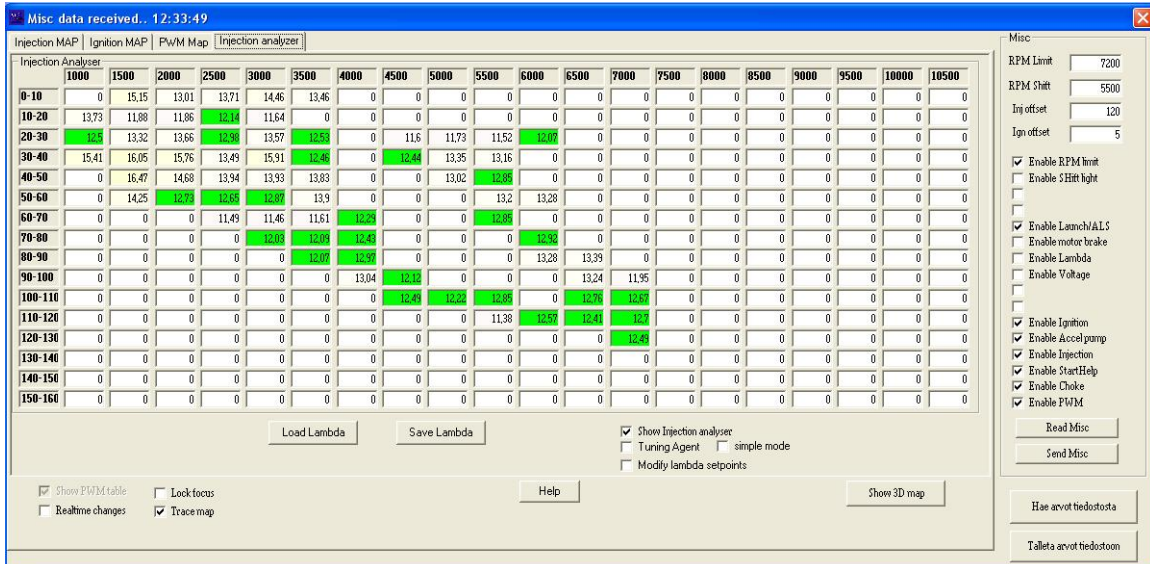 Misc data received.. 12:33:49
Injection MAP Ignition MAP PWM Map Injection analyzer
Injection Analyser
1000 1500 2000 2500 3000 3500 4000 4500 5000 5500 6000 6500 7000 7500 8000 8500 9000 9500 10000 10500
0-10 0 15,15 13,01 13,71 14,46 13,46 0 0 0 0 0 0 0 0 0 0 0 0 0 0
10-20 13,73 11,88 11,86 12,14 11,64 0 0 0 0 0 0 0 0 0 0 0 0 0 0 0
20-30 12,5 13,32 13,66 12,98 13,57 12,53 0 11,6 11,73 11,52 12,07 0 0 0 0 0 0 0 0 0
30-40 15,41 16,05 15,76 13,49 15,91 12,46 0 12,44 13,35 13,16 0 0 0 0 0 0 0 0 0 0
40-50 0 16,47 14,68 13,94 13,93 13,83 0 0 13,02 12,85 0 0 0 0 0 0 0 0 0 0
50-60 0 14,25 12,73 12,65 12,87 13,9 0 0 0 13,2 13,28 0 0 0 0 0 0 0 0 0
60-70 0 0 0 11,49 11,46 11,61 12,29 0 0 12,85 0 0 0 0 0 0 0 0 0 0
70-80 0 0 0 0 12,03 12,09 12,43 0 0 0 12,92 0 0 0 0 0 0 0 0 0
80-90 0 0 0 0 0 12,07 12,97 0 0 0 13,28 13,39 0 0 0 0 0 0 0 0
90-100 0 0 0 0 0 0 13,04 12,12 0 0 0 13,24 11,95 0 0 0 0 0 0 0
100-110 0 0 0 0 0 0 0 12,49 12,22 12,85 0 12,76 12,67 0 0 0 0 0 0 0
110-120 0 0 0 0 0 0 0 0 0 11,38 12,57 12,41 12,7 0 0 0 0 0 0 0
120-130 0 0 0 0 0 0 0 0 0 0 0 0 12,49 0 0 0 0 0 0 0
130-140 0 0 0 0 0 0 0 0 0 0 0 0 0 0 0 0 0 0 0 0
140-150 0 0 0 0 0 0 0 0 0 0 0 0 0 0 0 0 0 0 0 0
150-160 0 0 0 0 0 0 0 0 0 0 0 0 0 0 0 0 0 0 0 0
Load Lambda Save Lambda
Show Injection analyser
Tuning Agent simple mode
Modify lambda setpoints
Show PWM table Lock focus
Realtime changes Trace map
Help
Show 3D map
Misc
RPM Limit 7200
RPM Shift 5500
Inj offset 120
Ign offset 5
Enable RPM limit
Enable SHift light
Enable Launch/ALS
Enable motor brake
Enable Lambda
Enable Voltage
Enable Ignition
Enable Accel pump
Enable Injection
Enable StartHelp
Enable Choke
Enable PWM
Read Misc
Send Misc
Hae arvot tiedostosta
Talleta arvot tiedostoon